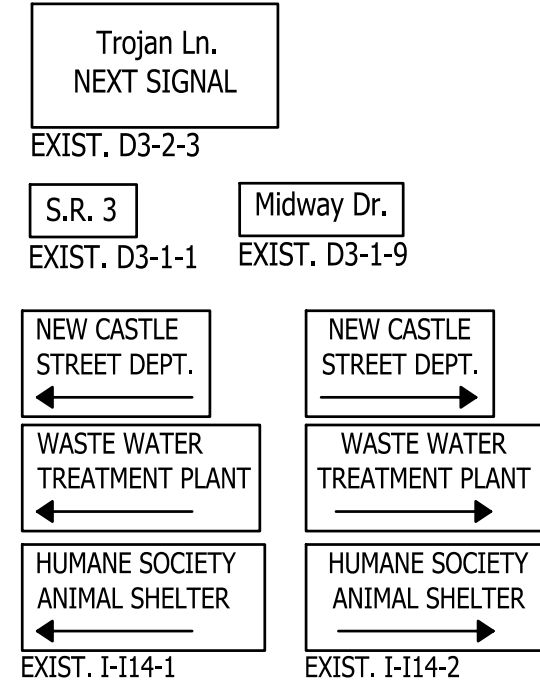 Trojan Ln.
NEXT SIGNAL
EXIST. D3-2-3
S.R. 3
EXIST. D3-1-1
Midway Dr.
EXIST. D3-1-9
NEW CASTLE
STREET DEPT.
WASTE WATER
TREATMENT PLANT
HUMANE SOCIETY
ANIMAL SHELTER
EXIST. I-I14-1
NEW CASTLE
STREET DEPT.
WASTE WATER
TREATMENT PLANT
HUMANE SOCIETY
ANIMAL SHELTER
EXIST. I-I14-2